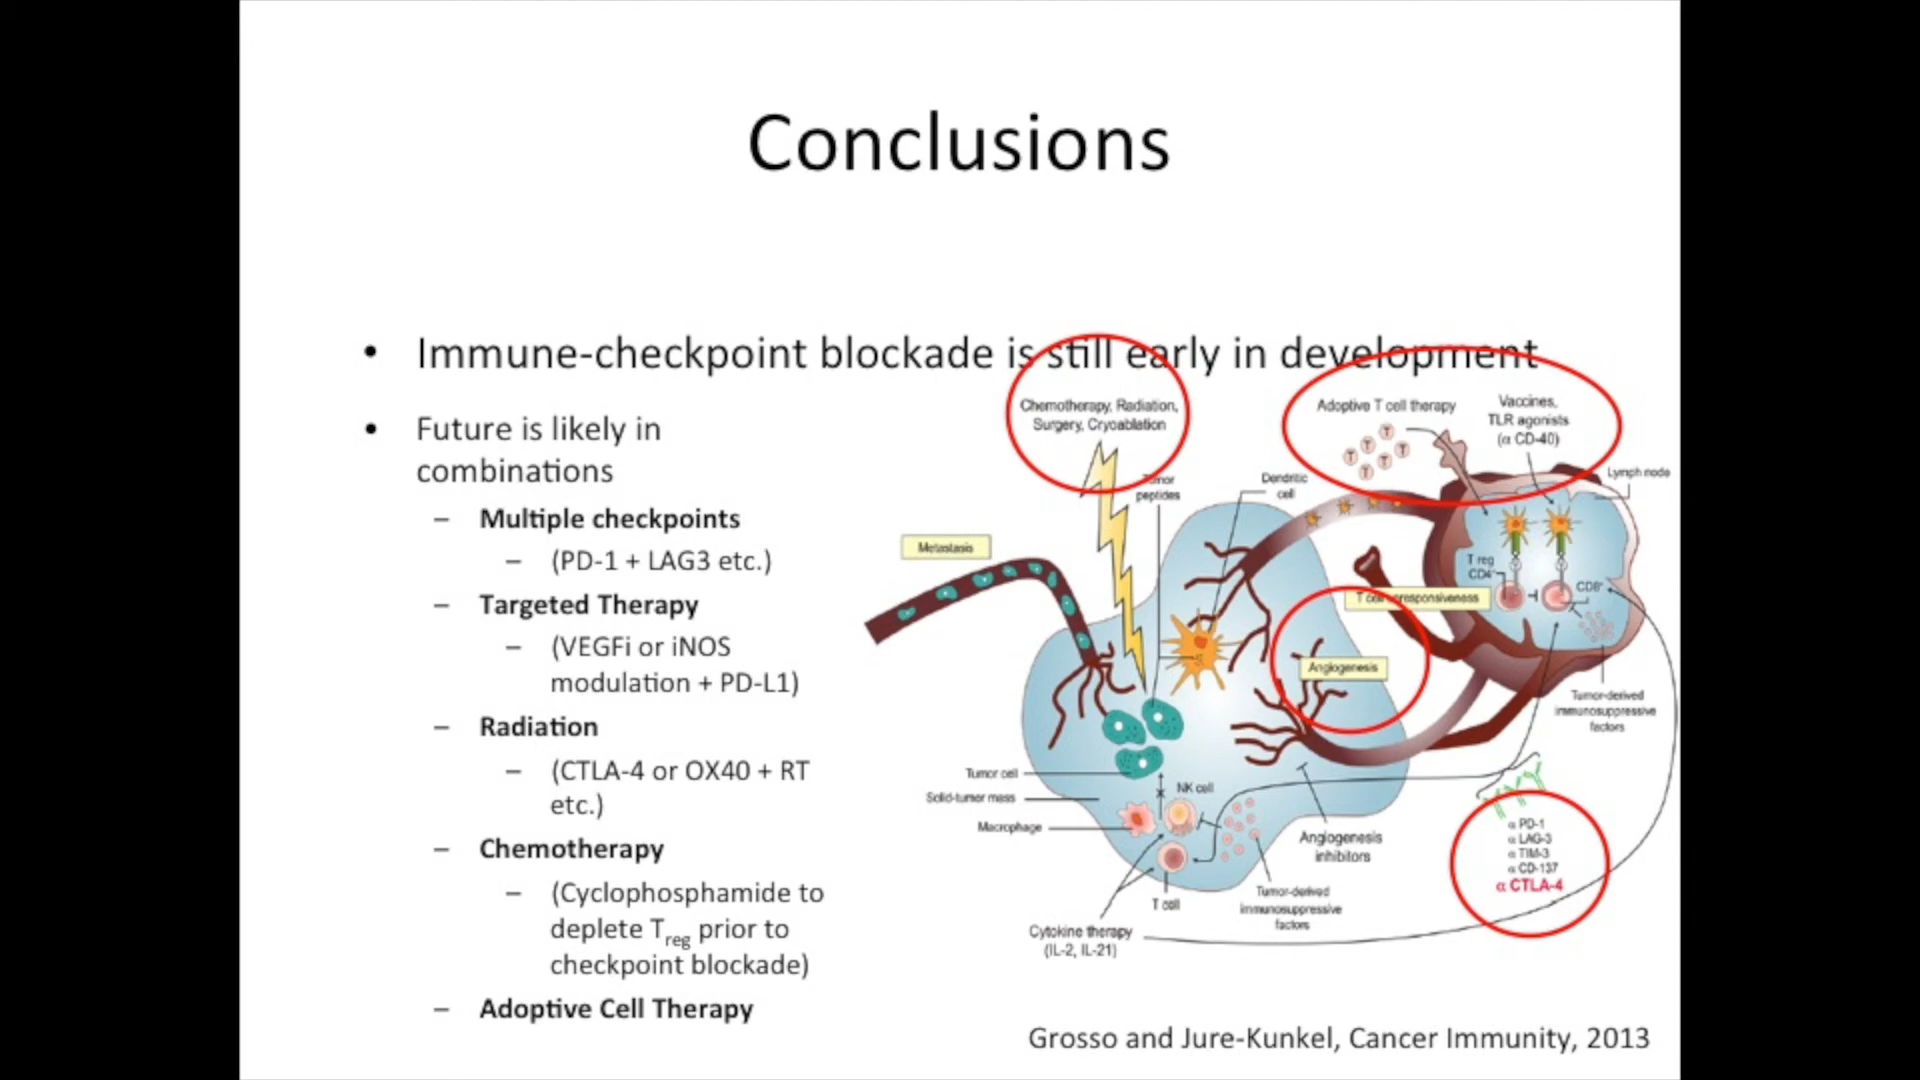 Conclusions
• Immune-checkpoint blockade is still early in development
• Future is likely in
combinations
– Multiple checkpoints
– (PD-1 + LAG3 etc.)
– Targeted Therapy
– (VEGFi or iNOS
modulation + PD-L1)
– Radiation
– (CTLA-4 or OX40 + RT
etc.)
– Chemotherapy
– (Cyclophosphamide to
deplete Treg prior to
checkpoint blockade)
– Adoptive Cell Therapy
Chemotherapy, Radiation,
Surgery, Cryoablation
Adoptive T cell therapy
Vaccines,
TLR agonists
(α CD-40)
Lymph node
Tumor
peptides
Dendritic
cell
Metastasis
T reg
CD4+
CD8+
T cell unresponsiveness
Angiogenesis
Tumor-derived
immunosuppressive
factors
Tumor cell
Solid-tumor mass
Macrophage
NK cell
T cell
Angiogenesis
inhibitors
Tumor-derived
immunosuppressive
factors
α PD-1
α LAG-3
α TIM-3
α CD-137
α CTLA-4
Cytokine therapy
(IL-2, IL-21)
Grosso and Jure-Kunkel, Cancer Immunity, 2013